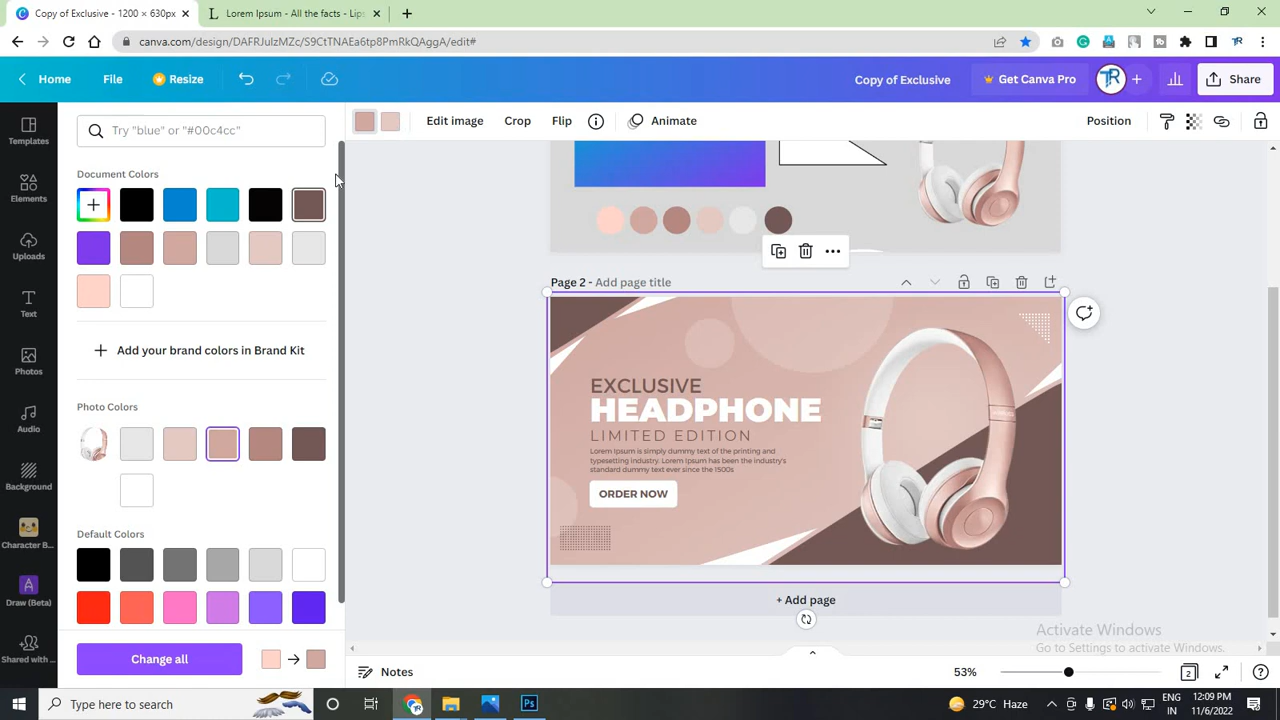 Copy of Exclusive - 1200 × 630px
Lorem Ipsum - All the facts - Lips
canva.com/design/DAFRJulzMZc/S9CtTNAEa6tp8PmRkQAggA/edit#
Home
File
Resize
Copy of Exclusive
Get Canva Pro
Share
Templates
Elements
Uploads
Text
Photos
Audio
Background
Character B...
Draw (Beta)
Shared with ...
Try "blue" or "#00c4cc"
Document Colors
Add your brand colors in Brand Kit
Photo Colors
Default Colors
Change all
Edit image
Crop
Flip
Animate
Position
Page 2 - Add page title
EXCLUSIVE
HEADPHONE
LIMITED EDITION
Lorem Ipsum is simply dummy text of the printing and
typesetting industry. Lorem Ipsum has been the industry's
standard dummy text ever since the 1500s
ORDER NOW
+ Add page
Activate Windows
Go to Settings to activate Windows.
Notes
53%
2
Type here to search
Ps
29°C Haze
ENG
IN
12:09 PM
11/6/2022